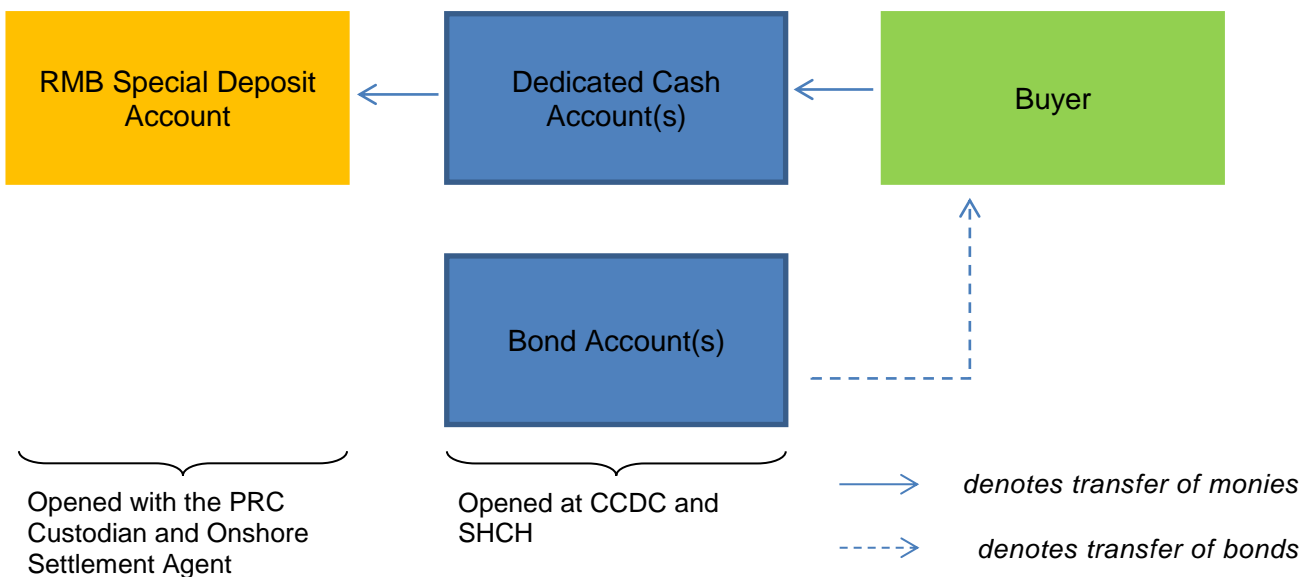 RMB Special Deposit
Account
Dedicated Cash
Account(s)
Buyer
Bond Account(s)
Opened with the PRC
Custodian and Onshore
Settlement Agent
Opened at CCDC and
SHCH
denotes transfer of monies
denotes transfer of bonds